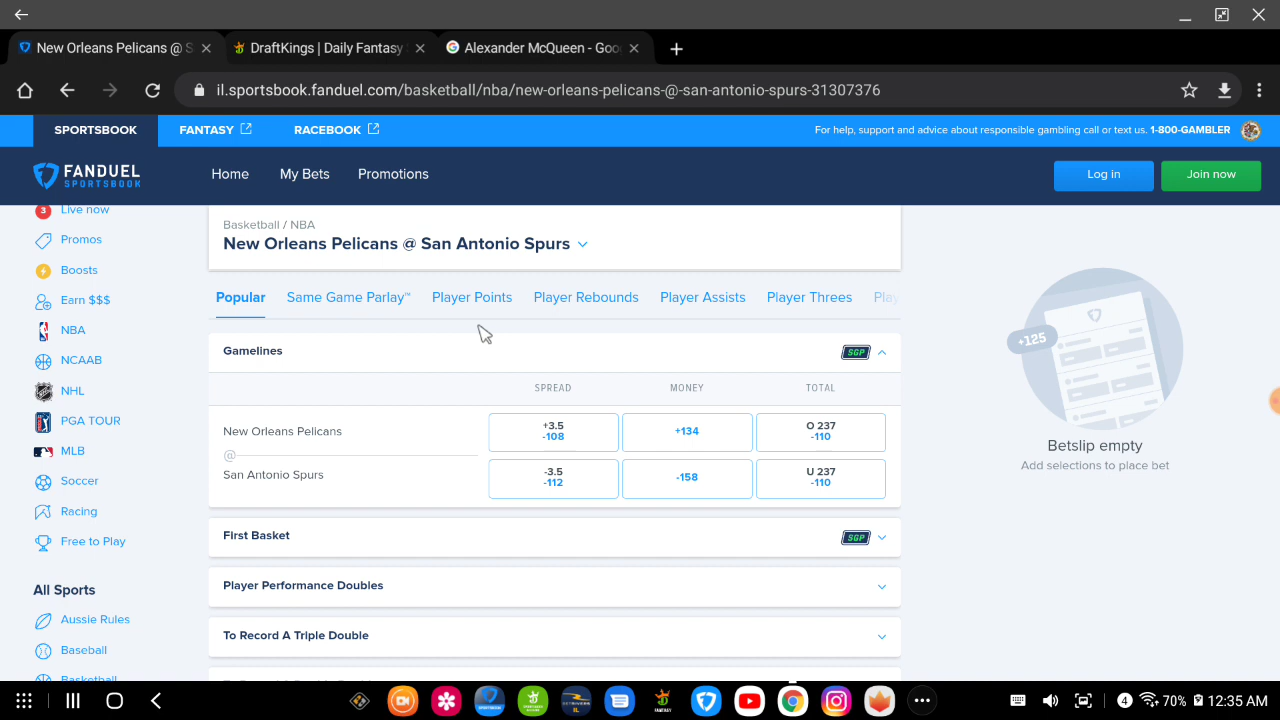 New Orleans Pelicans @ S
DraftKings | Daily Fantasy
Alexander McQueen - Goo
il.sportsbook.fanduel.com/basketball/nba/new-orleans-pelicans-@-san-antonio-spurs-31307376
SPORTSBOOK
FANTASY
RACEBOOK
For help, support and advice about responsible gambling call or text us. 1-800-GAMBLER
FANDUEL
SPORTSBOOK
Home
My Bets
Promotions
Log in
Join now
3
Live now
Promos
Boosts
Earn $$$
NBA
NCAAB
NHL
PGA TOUR
MLB
Soccer
Racing
Free to Play
All Sports
Aussie Rules
Baseball
Basketball
Basketball / NBA
New Orleans Pelicans @ San Antonio Spurs
Popular
Same Game Parlay™
Player Points
Player Rebounds
Player Assists
Player Threes
Play
Gamelines
SGP
SPREAD
MONEY
TOTAL
New Orleans Pelicans
+3.5
-108
+134
O 237
-110
@
San Antonio Spurs
-3.5
-112
-158
U 237
-110
First Basket
SGP
Player Performance Doubles
To Record A Triple Double
+125
Betslip empty
Add selections to place bet
4
70%
12:35 AM